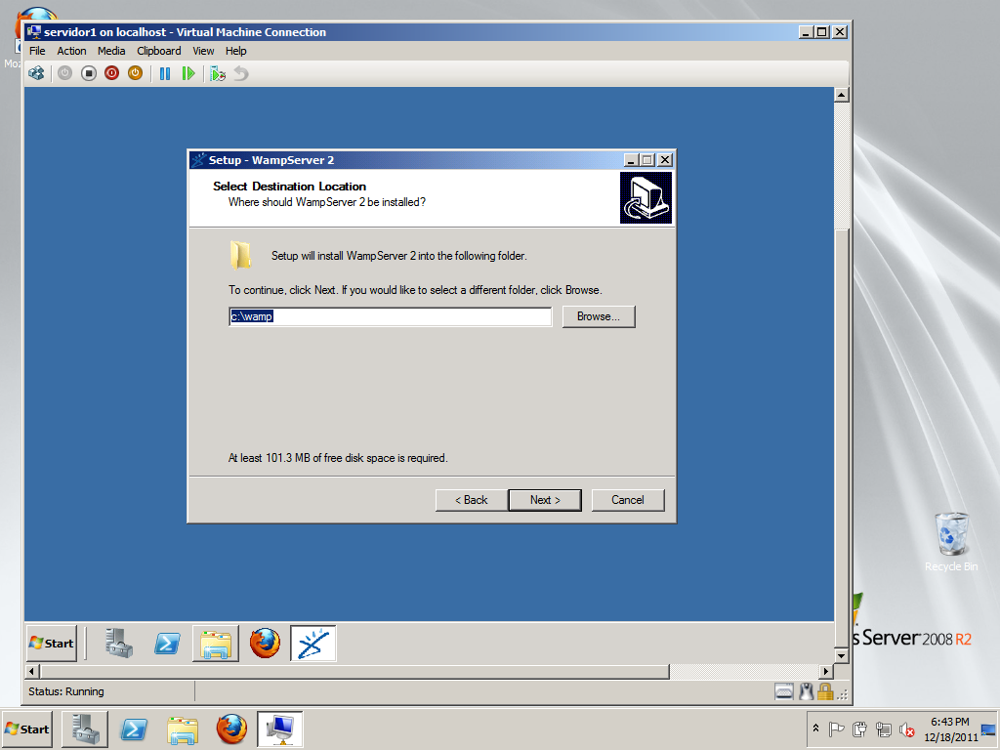 Moz
servidor1 on localhost - Virtual Machine Connection
File Action Media Clipboard View Help
Setup - WampServer 2
Select Destination Location
Where should WampServer 2 be installed?
Setup will install WampServer 2 into the following folder.
To continue, click Next. If you would like to select a different folder, click Browse.
c:\wamp
Browse...
At least 101.3 MB of free disk space is required.
< Back
Next >
Cancel
Recycle Bin
s Server 2008 R2
Start
Status: Running
Start
6:43 PM
12/18/2011